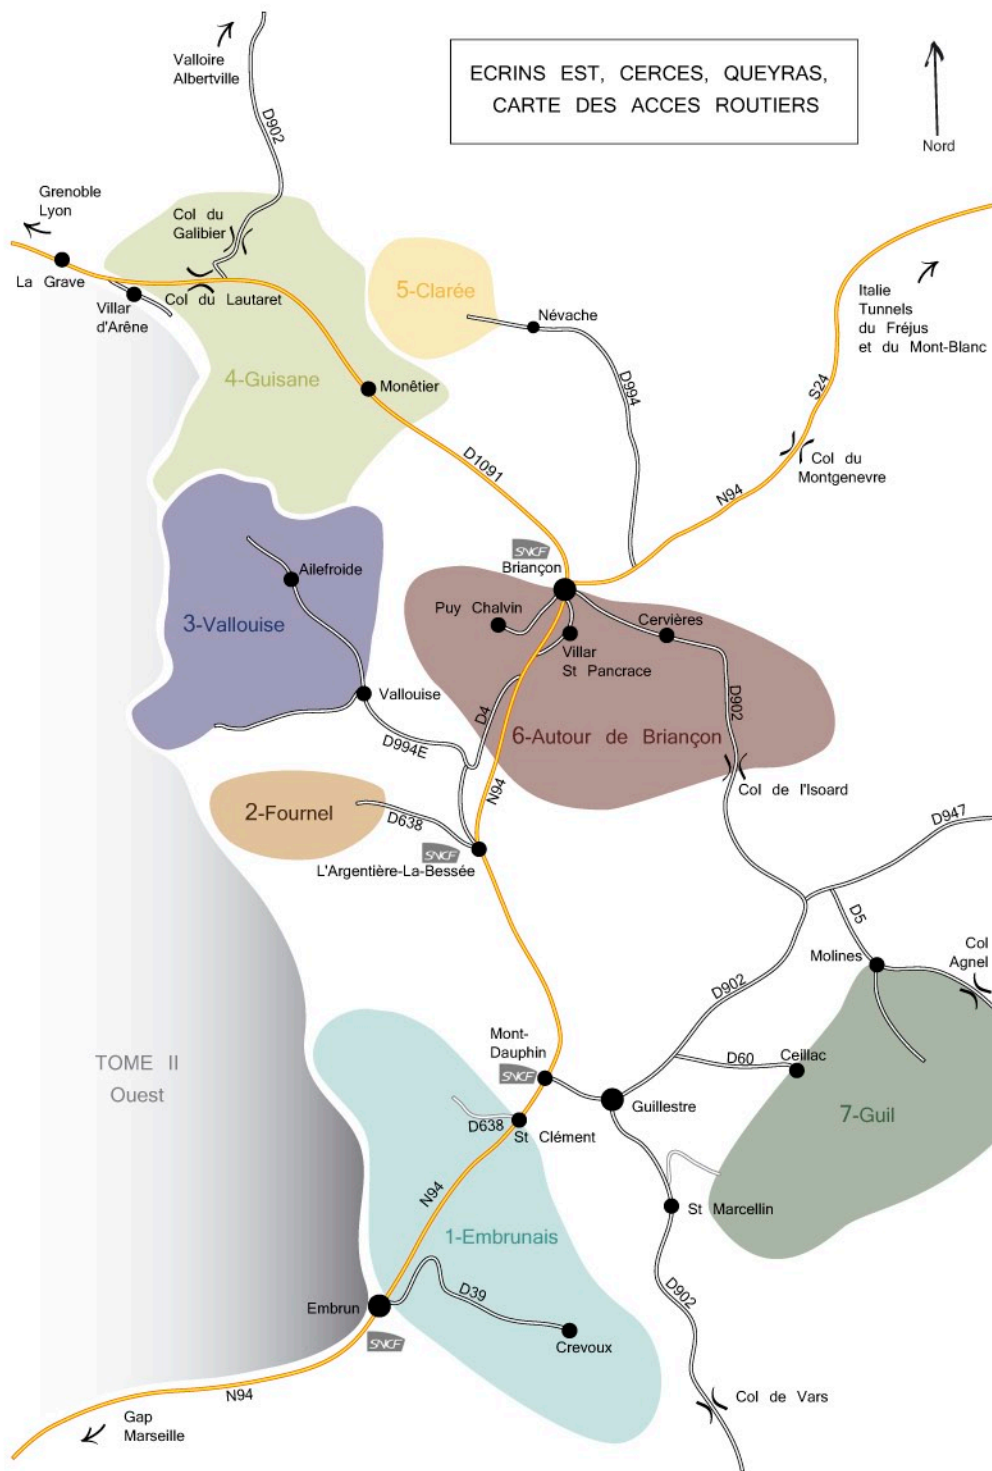 Valloire
Albertville
ECRINS EST, CERCES, QUEYRAS,
CARTE DES ACCES ROUTIERS
Nord
D902
Grenoble
Lyon
Col du
Galibier
La Grave
Villar
d'Arêne
Col du Lautaret
5-Clarée
Névache
Italie
Tunnels
du Fréjus
et du Mont-Blanc
4-Guisane
Monêtier
D994
S24
D1091
Col du
Montgenevre
N94
SNCF
Briançon
Ailefroide
3-Vallouise
Puy Chalvin
Cervières
Villar
St Pancrace
Vallouise
D902
D4
D994E
6-Autour de Briançon
N94
Col de l'Isoard
2-Fournel
D638
D947
SNCF
L'Argentière-La-Bessée
D5
Molines
Col
Agnel
D902
Mont-
Dauphin
TOME II
Ouest
SNCF
D60
Ceillac
Guillestre
7-Guil
D638
St Clément
N94
St Marcellin
1-Embrunais
Embrun
D39
D902
SNCF
Crevoux
N94
Col de Vars
Gap
Marseille